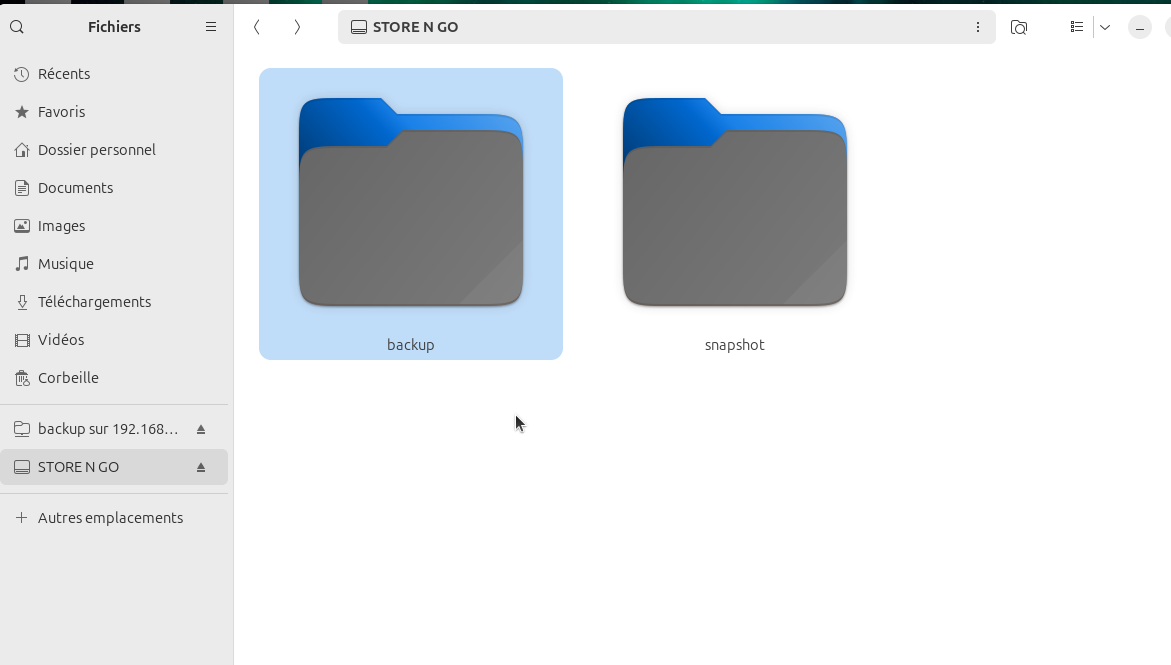 Fichiers
STORE N GO
Récents
Favoris
Dossier personnel
Documents
Images
Musique
Téléchargements
Vidéos
Corbeille
backup sur 192.168…
STORE N GO
Autres emplacements
backup
snapshot